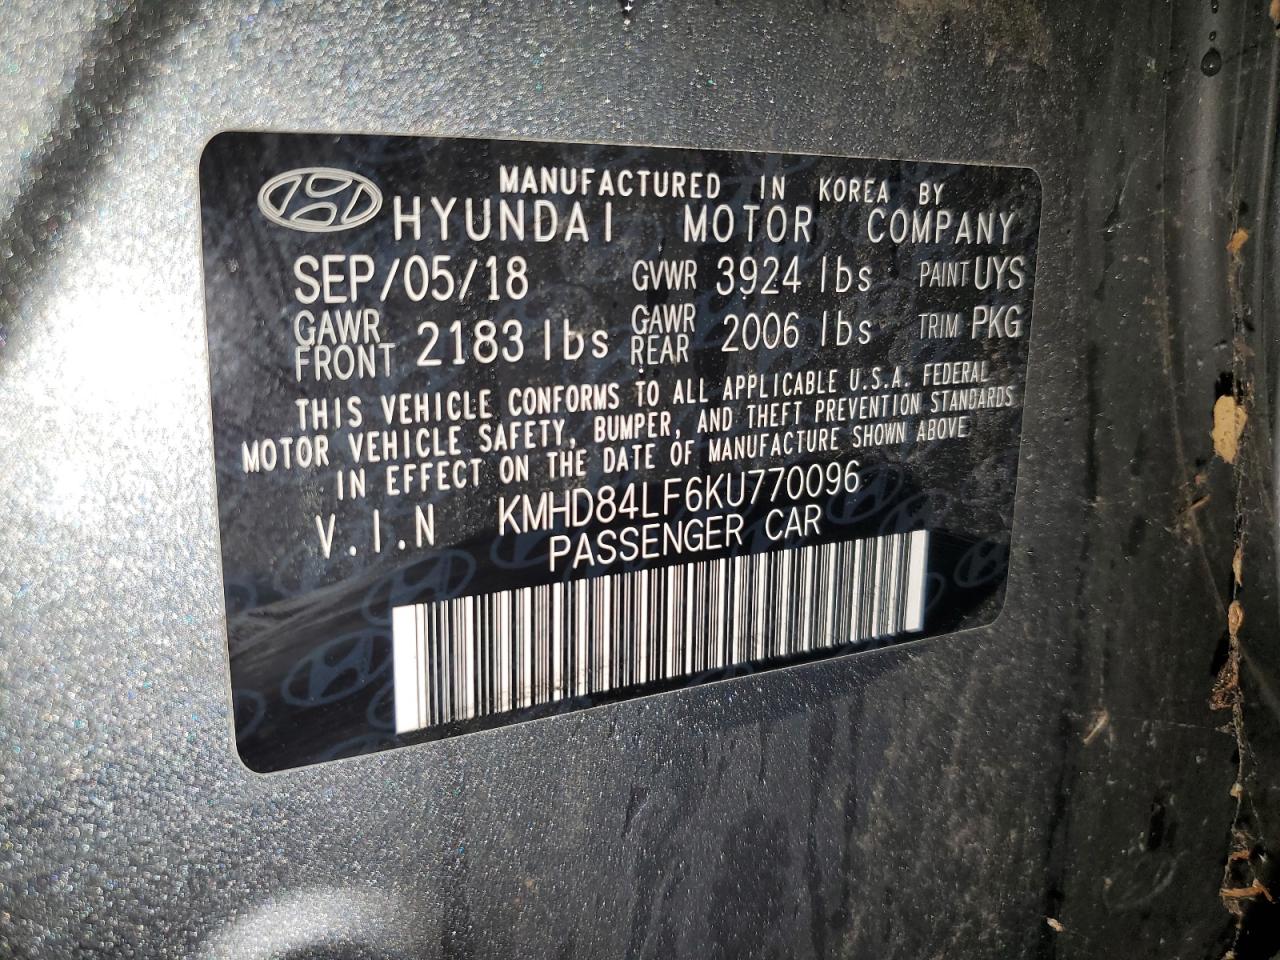 MANUFACTURED IN KOREA BY
HYUNDAI MOTOR COMPANY
SEP/05/18 GVWR 3924 lbs PAINT UYS
GAWR FRONT 2183 lbs GAWR REAR 2006 lbs TRIM PKG
THIS VEHICLE CONFORMS TO ALL APPLICABLE U.S.A. FEDERAL
MOTOR VEHICLE SAFETY, BUMPER, AND THEFT PREVENTION STANDARDS
IN EFFECT ON THE DATE OF MANUFACTURE SHOWN ABOVE
V.I.N KMHD84LF6KU770096
PASSENGER CAR